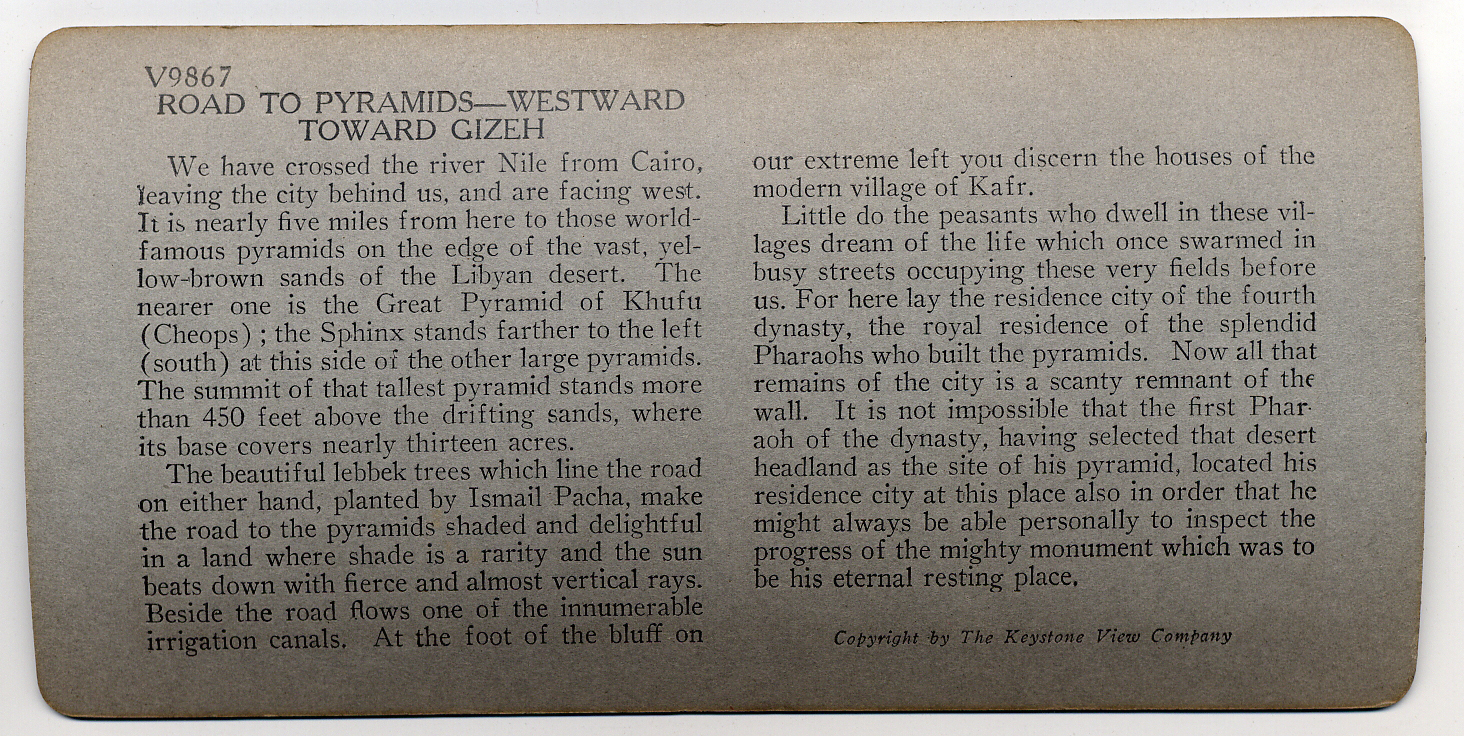 V9867
ROAD TO PYRAMIDS—WESTWARD
TOWARD GIZEH
We have crossed the river Nile from Cairo,
leaving the city behind us, and are facing west.
It is nearly five miles from here to those world-
famous pyramids on the edge of the vast, yel-
low-brown sands of the Libyan desert. The
nearer one is the Great Pyramid of Khufu
(Cheops) ; the Sphinx stands farther to the left
(south) at this side of the other large pyramids.
The summit of that tallest pyramid stands more
than 450 feet above the drifting sands, where
its base covers nearly thirteen acres.
The beautiful lebbek trees which line the road
on either hand, planted by Ismail Pacha, make
the road to the pyramids shaded and delightful
in a land where shade is a rarity and the sun
beats down with fierce and almost vertical rays.
Beside the road flows one of the innumerable
irrigation canals. At the foot of the bluff on
our extreme left you discern the houses of the
modern village of Kafr.
Little do the peasants who dwell in these vil-
lages dream of the life which once swarmed in
busy streets occupying these very fields before
us. For here lay the residence city of the fourth
dynasty, the royal residence of the splendid
Pharaohs who built the pyramids. Now all that
remains of the city is a scanty remnant of the
wall. It is not impossible that the first Phar-
aoh of the dynasty, having selected that desert
headland as the site of his pyramid, located his
residence city at this place also in order that he
might always be able personally to inspect the
progress of the mighty monument which was to
be his eternal resting place.
Copyright by The Keystone View Company